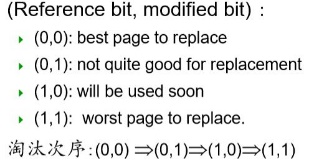 (Reference bit, modified bit) :
(0,0): best page to replace
(0,1): not quite good for replacement
(1,0): will be used soon
(1,1): worst page to replace.
淘汰次序:(0,0) ⇒(0,1)⇒(1,0)⇒(1,1)